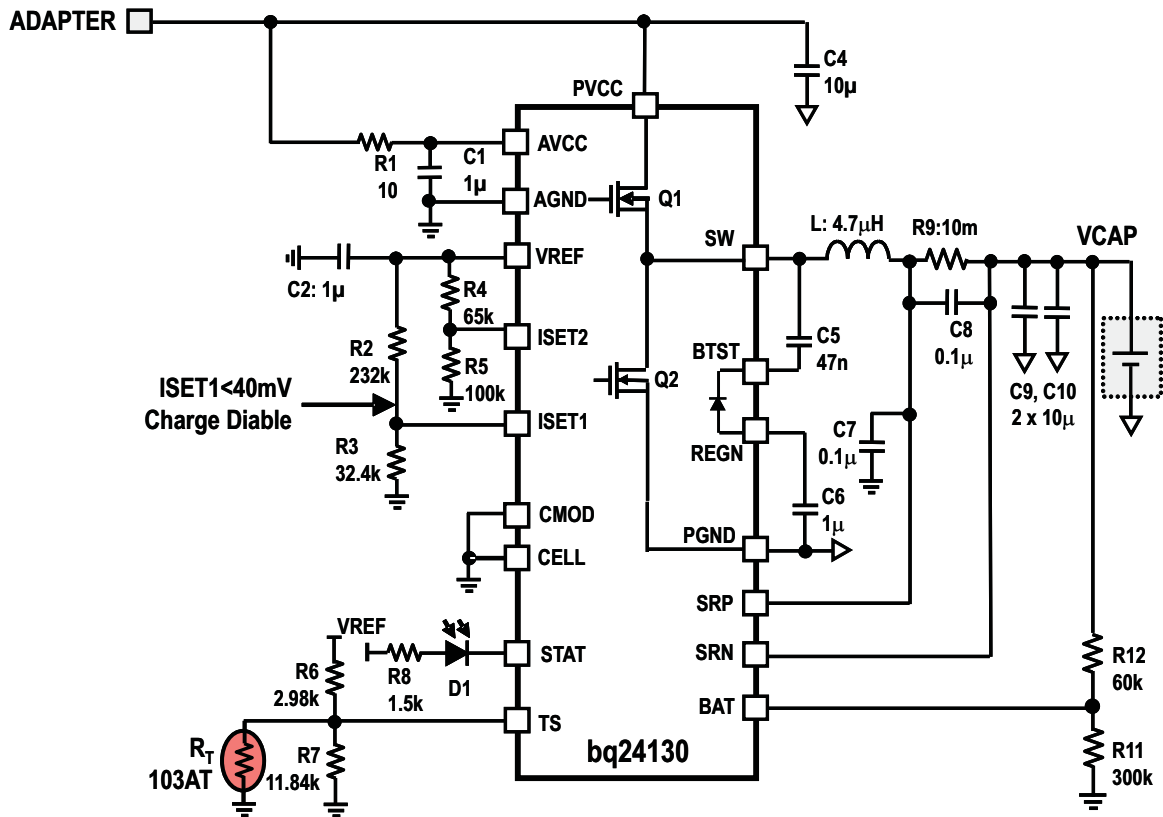 ADAPTER
C4
10µ
PVCC
AVCC
R1
10
C1
1µ
AGND
Q1
SW
L: 4.7µH
R9:10m
VCAP
VREF
C2: 1µ
R4
65k
ISET2
R2
232k
R5
100k
C5
47n
C8
0.1µ
BTST
Q2
ISET1<40mV
Charge Diable
ISET1
C9, C10
2 x 10µ
REGN
C7
0.1µ
R3
32.4k
C6
1µ
CMOD
PGND
CELL
SRP
VREF
STAT
SRN
R12
60k
R6
2.98k
R8
1.5k
D1
BAT
TS
RT
103AT
R7
11.84k
bq24130
R11
300k